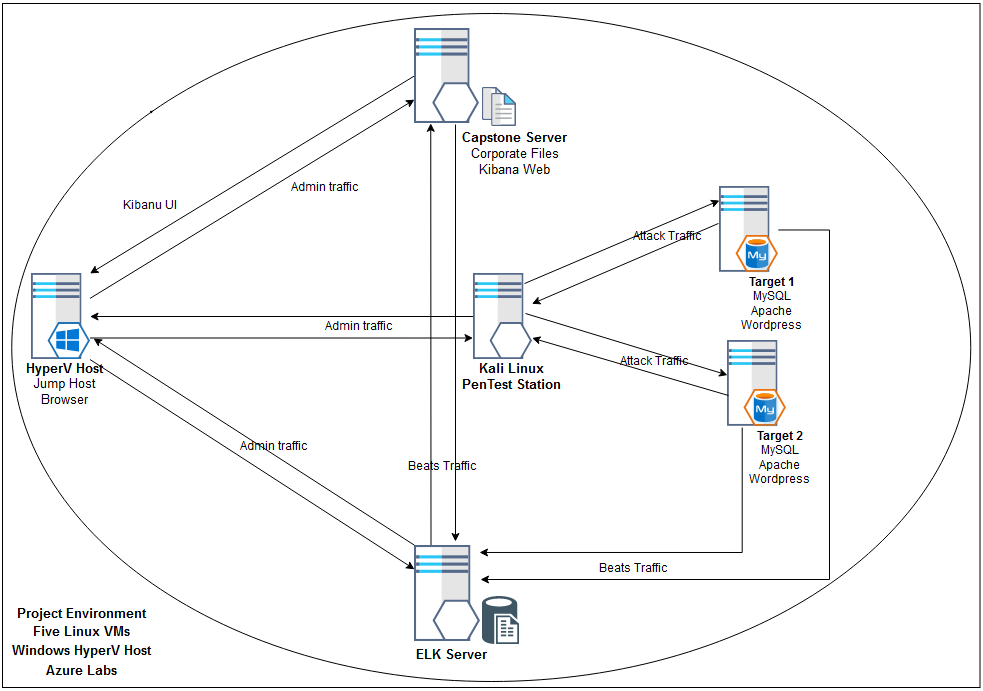 Capstone Server
Corporate Files
Kibana Web
Kibanu UI
Admin traffic
Attack Traffic
My
Target 1
MySQL
Apache
Wordpress
Admin traffic
HyperV Host
Jump Host
Browser
Kali Linux
PenTest Station
Attack Traffic
My
Target 2
MySQL
Apache
Wordpress
Admin traffic
Beats Traffic
Beats Traffic
ELK Server
Project Environment
Five Linux VMs
Windows HyperV Host
Azure Labs